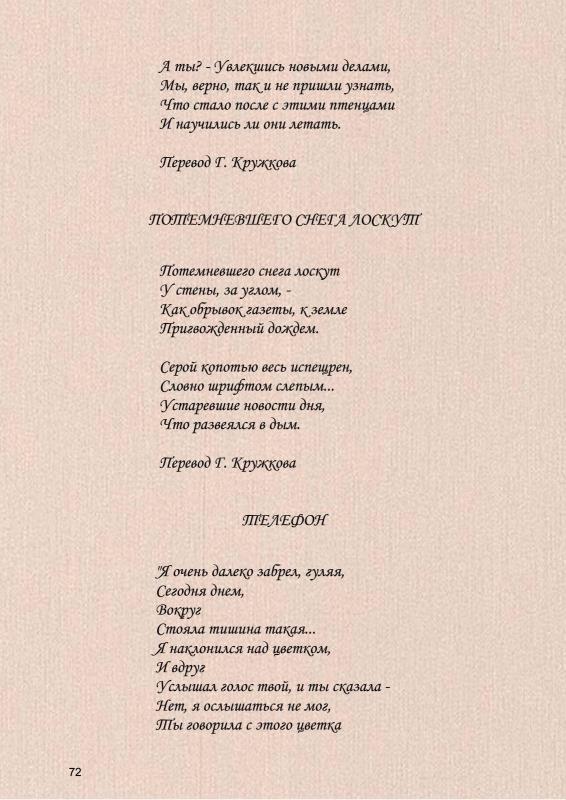 А ты? - Увлекшись новыми делами,
Мы, верно, так и не пришли узнать,
Что стало после с этими птенцами
И научились ли они летать.
Перевод Г. Кружкова
ПОТЕМНЕВШЕГО СНЕГА ЛОСКУТ
Потемневшего снега лоскут
У стены, за углом, -
Как обрывок газеты, к земле
Пригвожденный дождем.
Серой копотью весь испещрен,
Словно шрифтом слепым...
Устаревшие новости дня,
Что развеялся в дым.
Перевод Г. Кружкова
ТЕЛЕФОН
"Я очень далеко забрел, гуляя,
Сегодня днем,
Вокруг
Стояла тишина такая...
Я наклонился над цветком,
И вдруг
Услышал голос твой, и ты сказала -
Нет, я ослышаться не мог,
Ты говорила с этого цветка
72